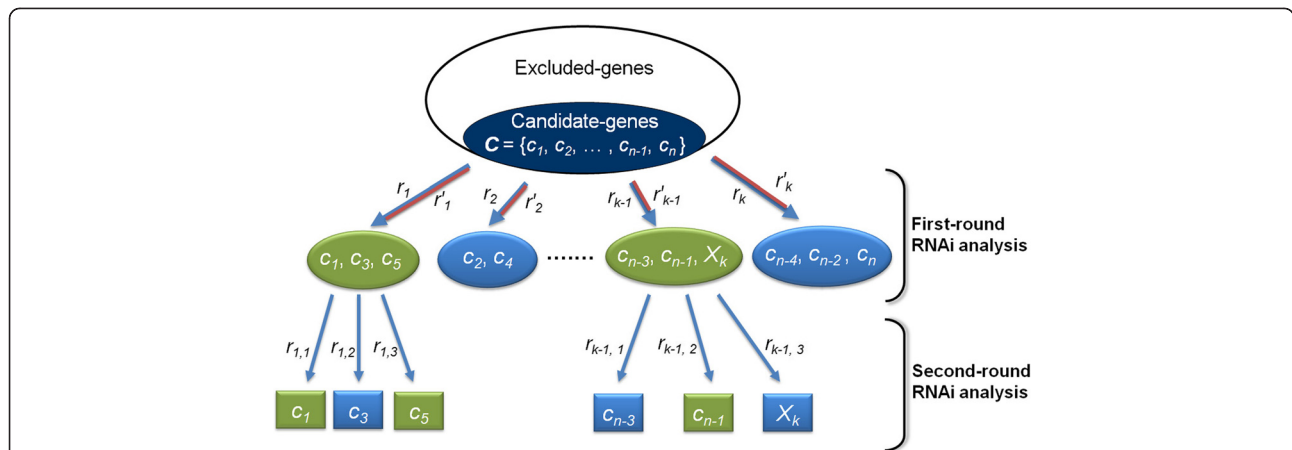 Excluded-genes
Candidate-genes
C = {c1, c2, … , cn-1, cn}
r1 r'1 r2 r'2 rk-1 r'k-1 rk r'k
First-round
RNAi analysis
c1, c3, c5 c2, c4 ....... cn-3, cn-1, Xk cn-4, cn-2 , cn
r1,1 r1,2 r1,3 rk-1, 1 rk-1, 2 rk-1, 3
Second-round
RNAi analysis
c1 c3 c5 cn-3 cn-1 Xk